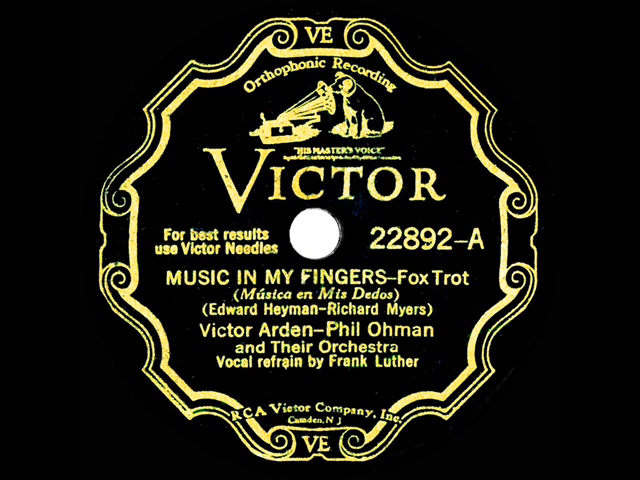 VE
Orthophonic Recording
"HIS MASTER'S VOICE"
VICTOR
For best results
use Victor Needles
22892-A
MUSIC IN MY FINGERS-Fox Trot
(Música en Mis Dedos)
(Edward Heyman-Richard Myers)
Victor Arden-Phil Ohman
and Their Orchestra
Vocal refrain by Frank Luther
RCA Victor Company, Inc.
Camden, N J
VE